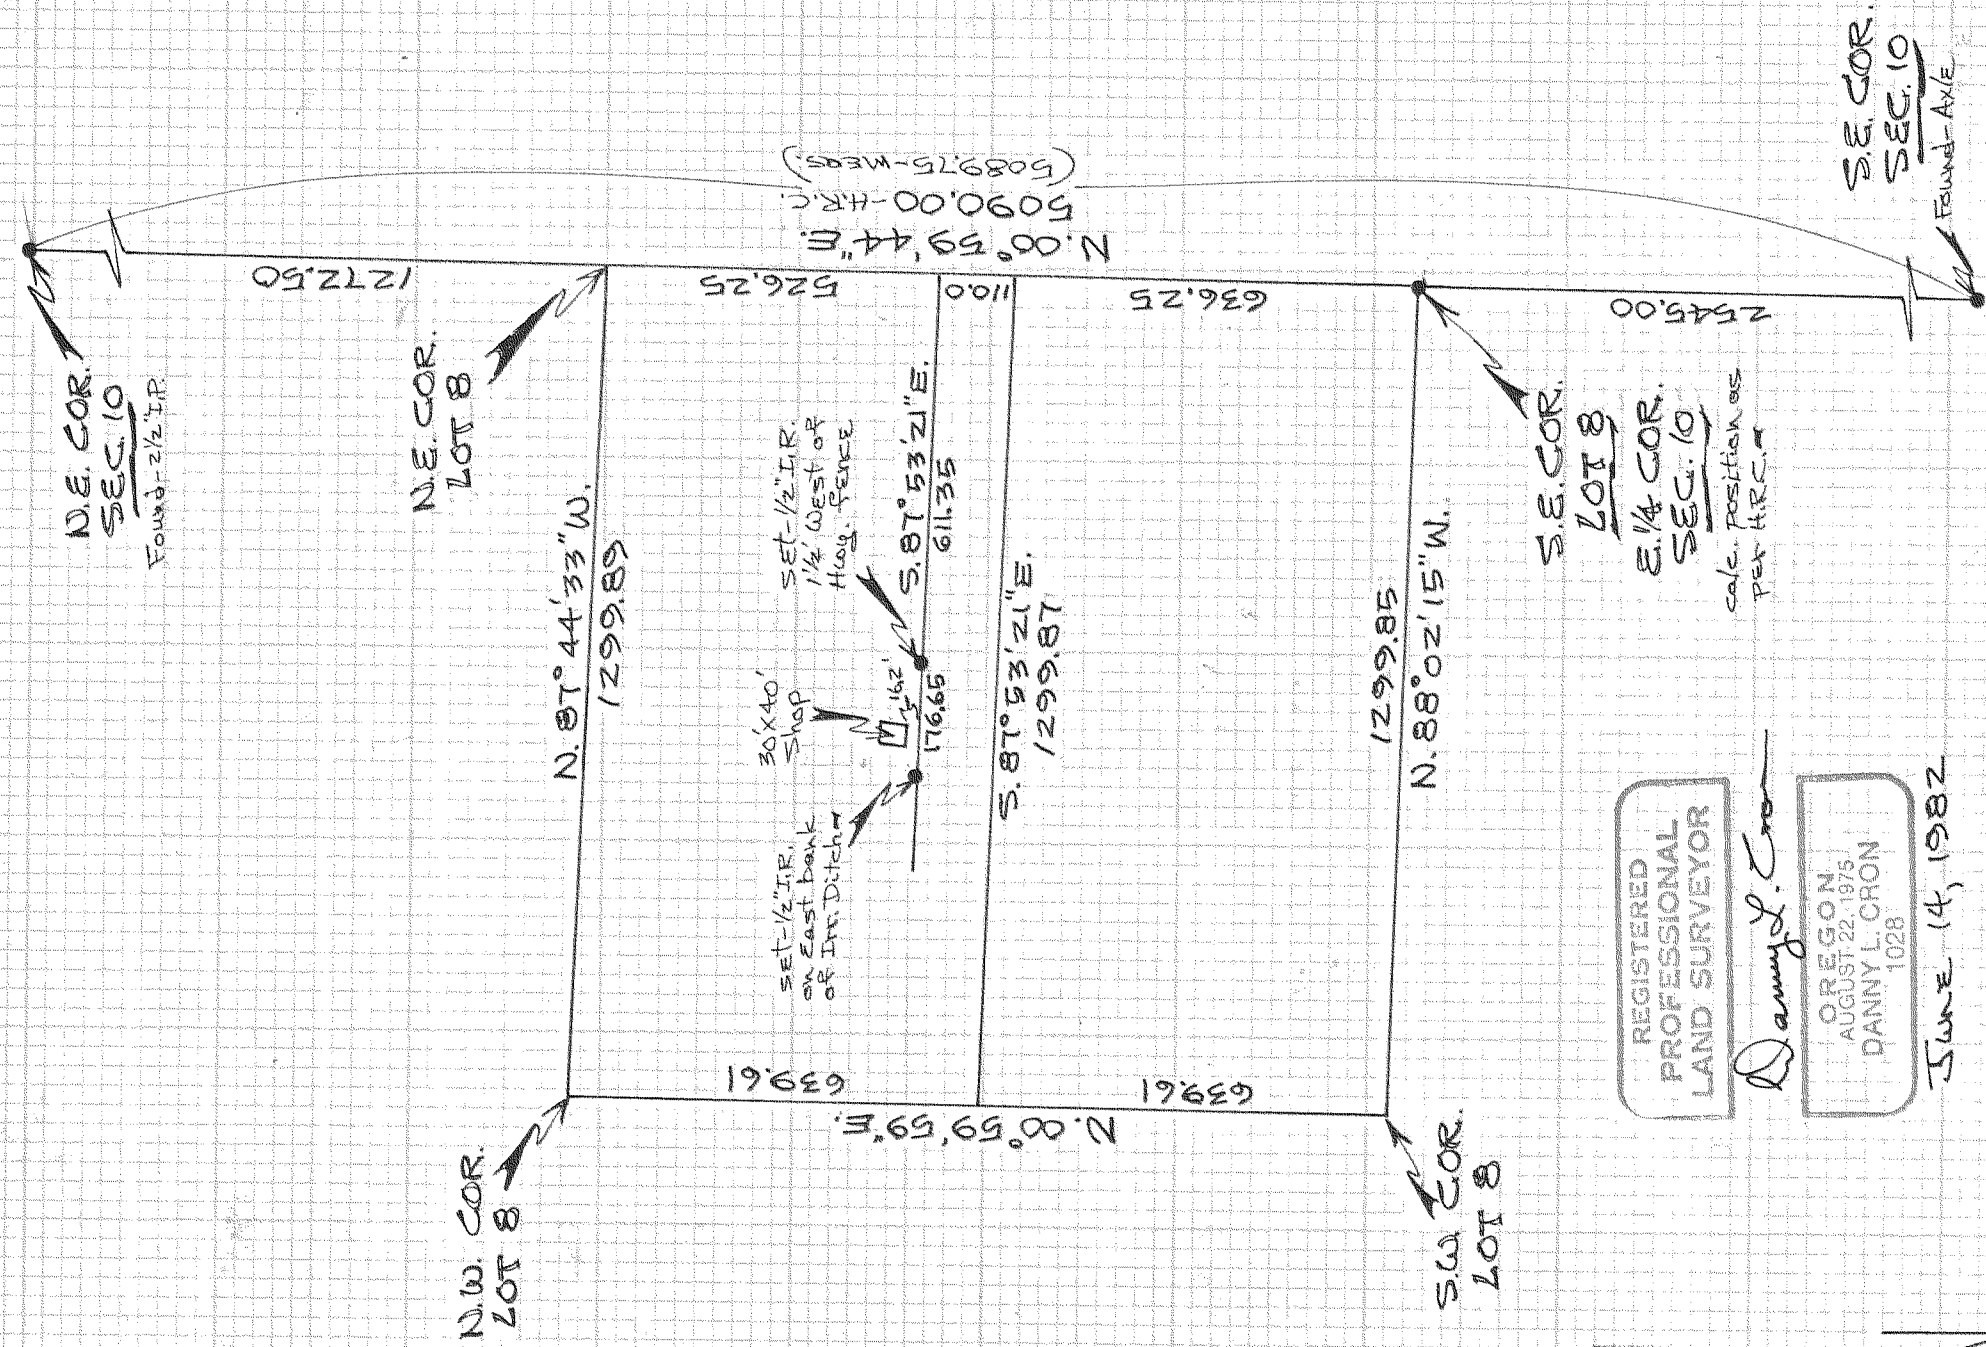 N.E. COR.
SEC. 10
Found-2½" I.P.
1272.50
N. 00° 59' 44" E.
5090.00-H.R.C.
(5089.75-MEAS.)
N.E. COR.
LOT 8
N. 87° 44' 33" W.
1299.89
526.25
110.0
636.25
2545.00
SET-½" I.R.
1½' West of
Hwy. fence
S. 87° 53' 21" E.
611.35
30'x40'
Shop
16.2'
176.65
SET-½" I.R.
on East bank
of Irr. Ditch
S. 87° 53' 21" E.
1299.87
N.W. COR.
LOT 8
639.61
639.61
N. 00° 59' 59" E.
S.W. COR.
LOT 8
1299.85
N. 88° 02' 15" W.
S.E. COR.
LOT 8
E. ¼ COR.
SEC. 10
calc. position as
per H.R.C.
S.E. COR.
SEC. 10
Found-Axle
REGISTERED
PROFESSIONAL
LAND SURVEYOR
Danny L. Cron
OREGON
AUGUST 22, 1975
DANNY L. CRON
1028
JUNE 14, 1982